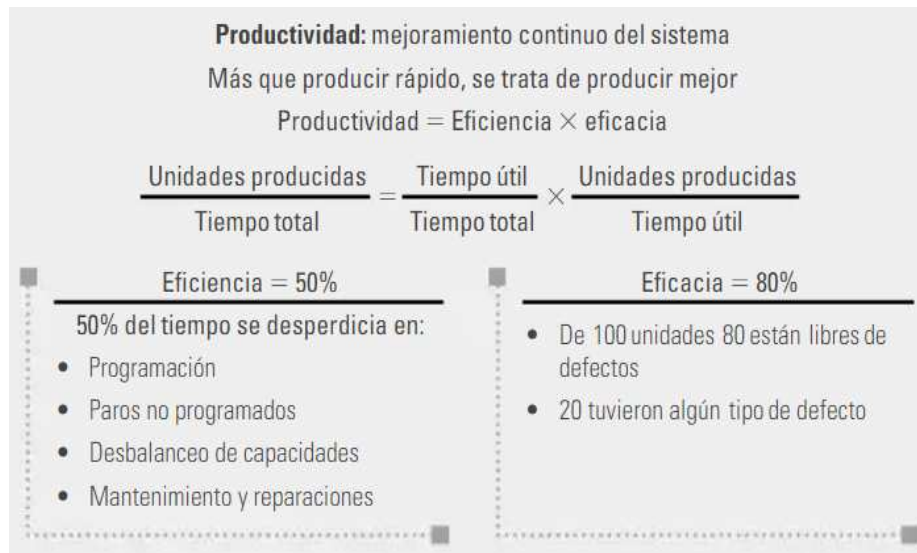 Productividad: mejoramiento continuo del sistema
Más que producir rápido, se trata de producir mejor
Productividad = Eficiencia × eficacia
Unidades producidas / Tiempo total = Tiempo útil / Tiempo total × Unidades producidas / Tiempo útil
Eficiencia = 50%
50% del tiempo se desperdicia en:
• Programación
• Paros no programados
• Desbalanceo de capacidades
• Mantenimiento y reparaciones
Eficacia = 80%
• De 100 unidades 80 están libres de
defectos
• 20 tuvieron algún tipo de defecto